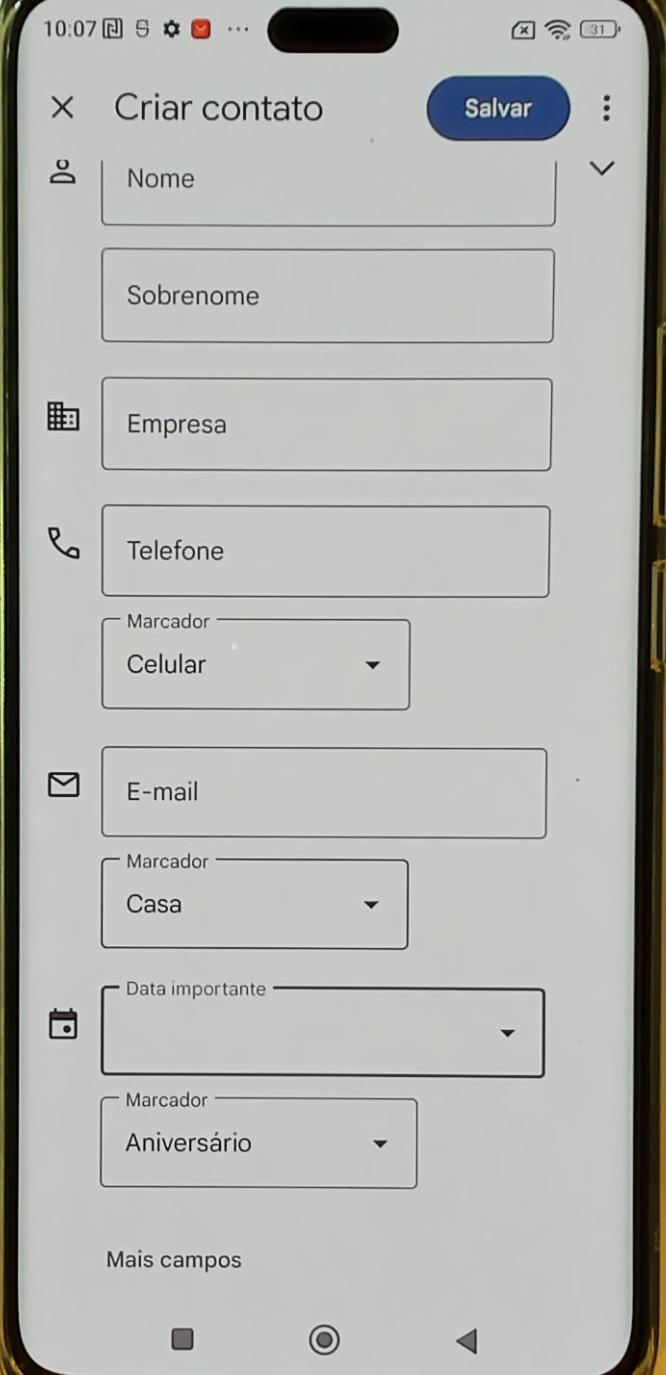 10:07
31
Criar contato
Salvar
Nome
Sobrenome
Empresa
Telefone
Marcador
Celular
E-mail
Marcador
Casa
Data importante
Marcador
Aniversário
Mais campos